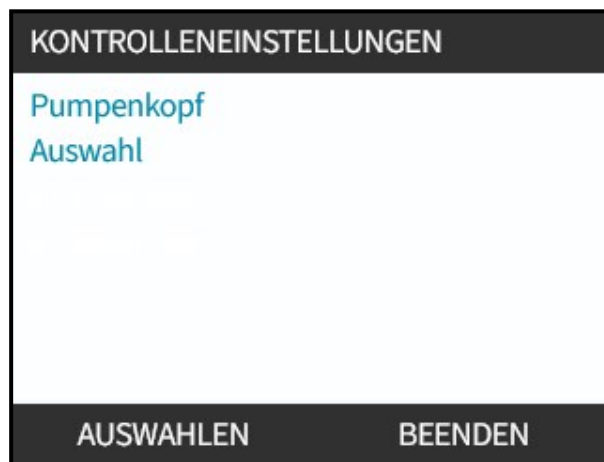 KONTROLLENEINSTELLUNGEN
Pumpenkopf
Auswahl
AUSWAHLEN BEENDEN